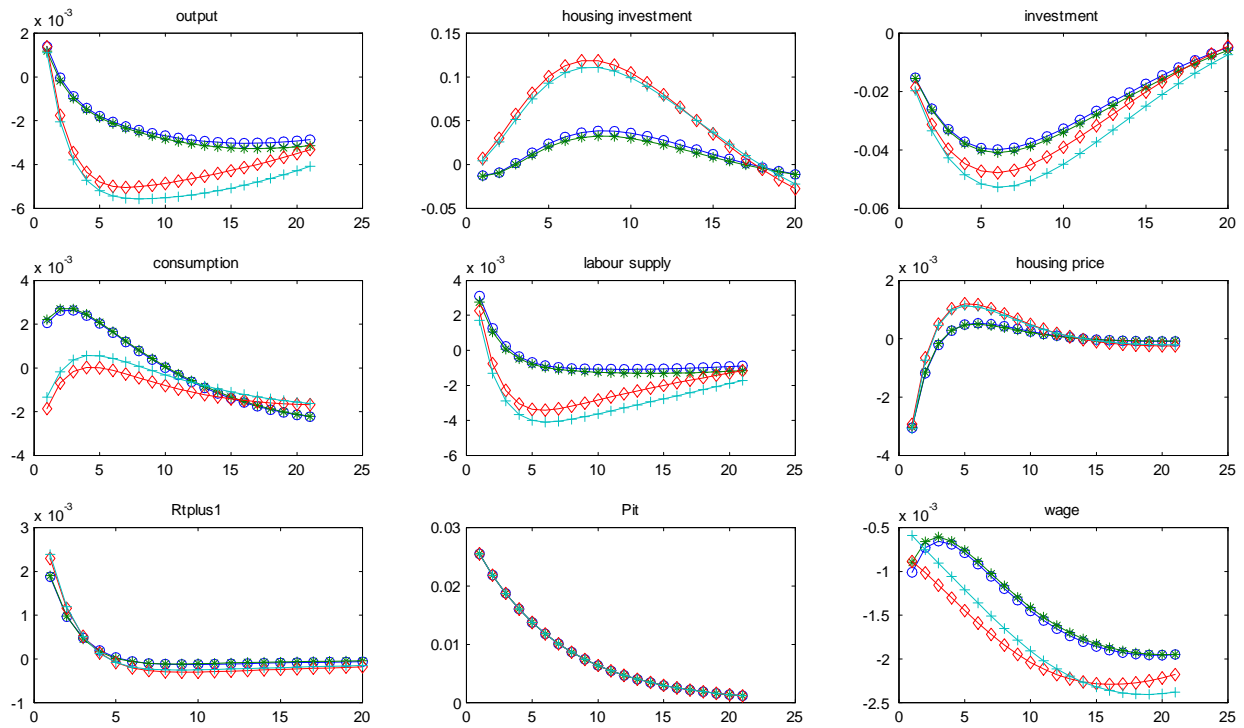 output
x 10-3
2
0
-2
-4
-6
0 5 10 15 20 25
housing investment
0.15
0.1
0.05
0
-0.05
0 5 10 15 20
investment
0
-0.02
-0.04
-0.06
0 5 10 15 20
consumption
x 10-3
4
2
0
-2
-4
0 5 10 15 20 25
labour supply
x 10-3
4
2
0
-2
-4
-6
0 5 10 15 20 25
housing price
x 10-3
2
0
-2
-4
0 5 10 15 20 25
Rtplus1
x 10-3
3
2
1
0
-1
0 5 10 15 20
Pit
0.03
0.02
0.01
0
0 5 10 15 20 25
wage
x 10-3
-0.5
-1
-1.5
-2
-2.5
0 5 10 15 20 25